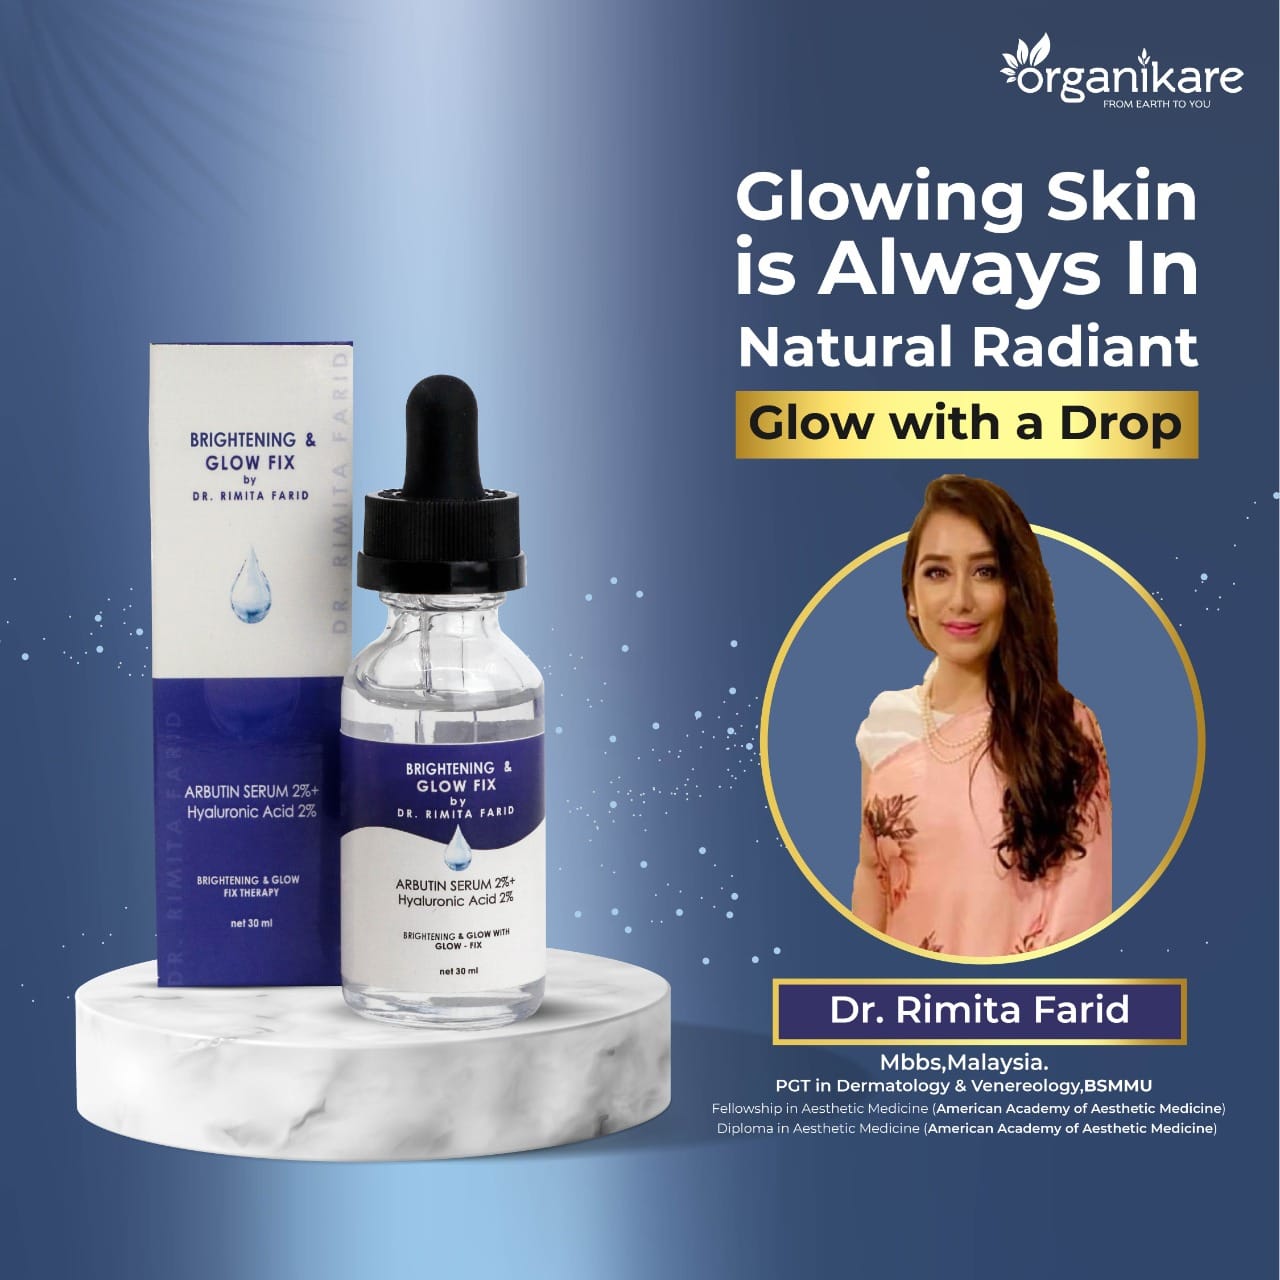 organikare
FROM EARTH TO YOU
Glowing Skin
is Always In
Natural Radiant
Glow with a Drop
BRIGHTENING &
GLOW FIX
by
DR. RIMITA FARID
DR. RIMITA FARID
ARBUTIN SERUM 2%+
Hyaluronic Acid 2%
BRIGHTENING & GLOW
FIX THERAPY
net 30 ml
DR. RIMITA FARID
BRIGHTENING &
GLOW FIX
by
DR. RIMITA FARID
ARBUTIN SERUM 2%+
Hyaluronic Acid 2%
BRIGHTENING & GLOW WITH
GLOW - FIX
net 30 ml
Dr. Rimita Farid
Mbbs,Malaysia.
PGT in Dermatology & Venereology,BSMMU
Fellowship in Aesthetic Medicine (American Academy of Aesthetic Medicine)
Diploma in Aesthetic Medicine (American Academy of Aesthetic Medicine)